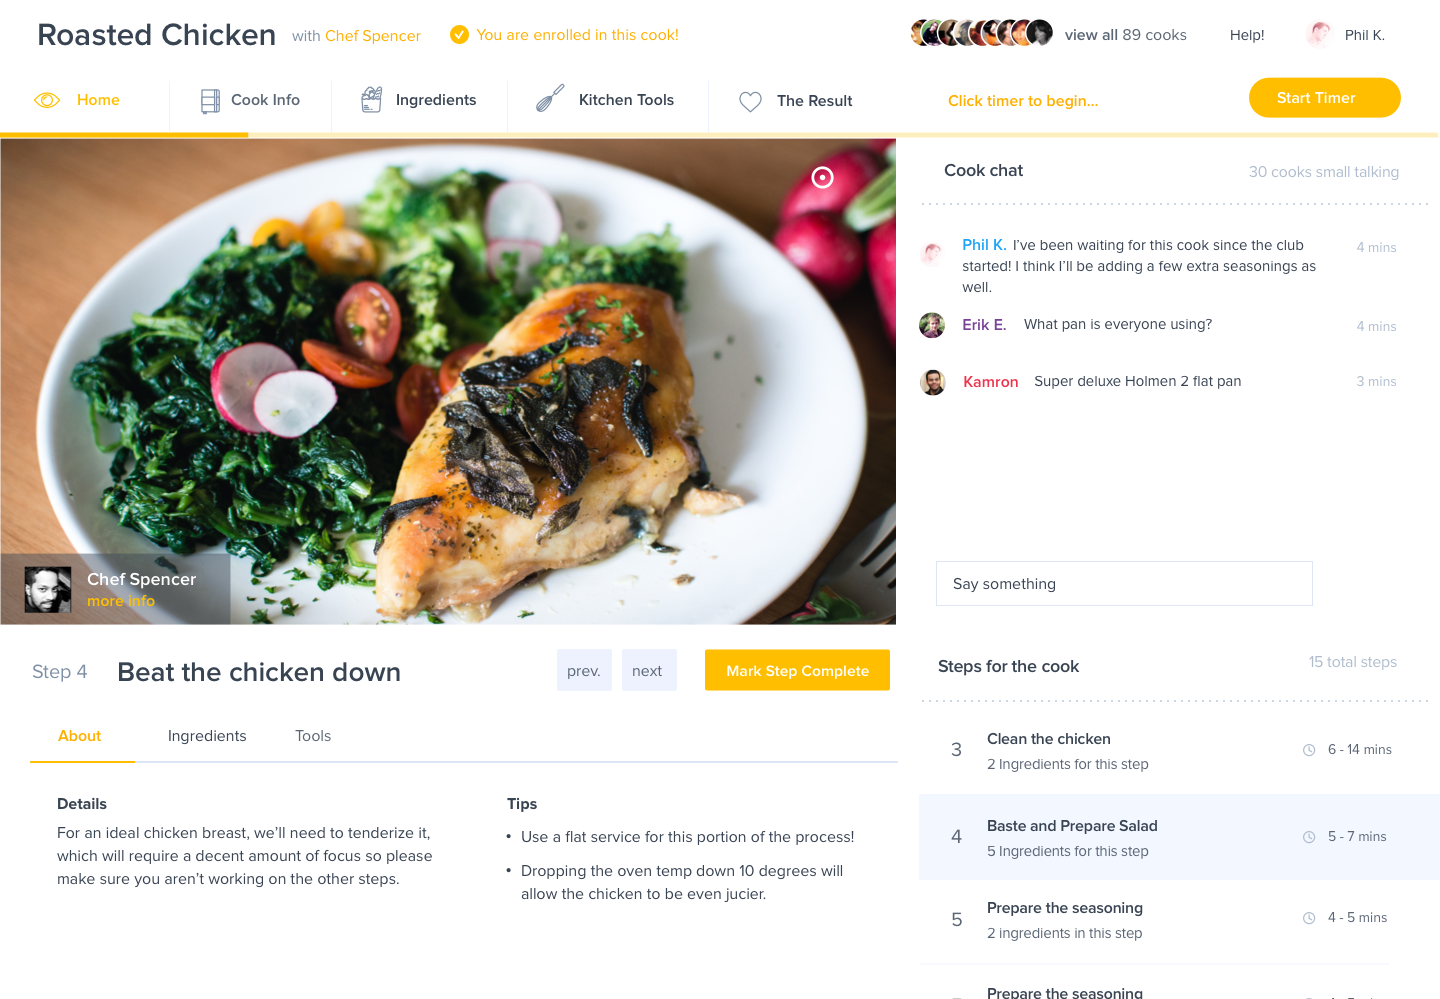 Roasted Chicken with Chef Spencer You are enrolled in this cook! view all 89 cooks Help! Phil K.
Home Cook Info Ingredients Kitchen Tools The Result Click timer to begin... Start Timer
Chef Spencer
more info
Cook chat 30 cooks small talking
Phil K. I've been waiting for this cook since the club 4 mins
started! I think I'll be adding a few extra seasonings as
well.
Erik E. What pan is everyone using? 4 mins
Kamron Super deluxe Holmen 2 flat pan 3 mins
Say something
Step 4 Beat the chicken down prev. next Mark Step Complete
About Ingredients Tools
Details
For an ideal chicken breast, we'll need to tenderize it,
which will require a decent amount of focus so please
make sure you aren't working on the other steps.
Tips
• Use a flat service for this portion of the process!
• Dropping the oven temp down 10 degrees will
allow the chicken to be even jucier.
Steps for the cook 15 total steps
3 Clean the chicken 6 - 14 mins
2 Ingredients for this step
4 Baste and Prepare Salad 5 - 7 mins
5 Ingredients for this step
5 Prepare the seasoning 4 - 5 mins
2 ingredients in this step
Prepare the seasoning